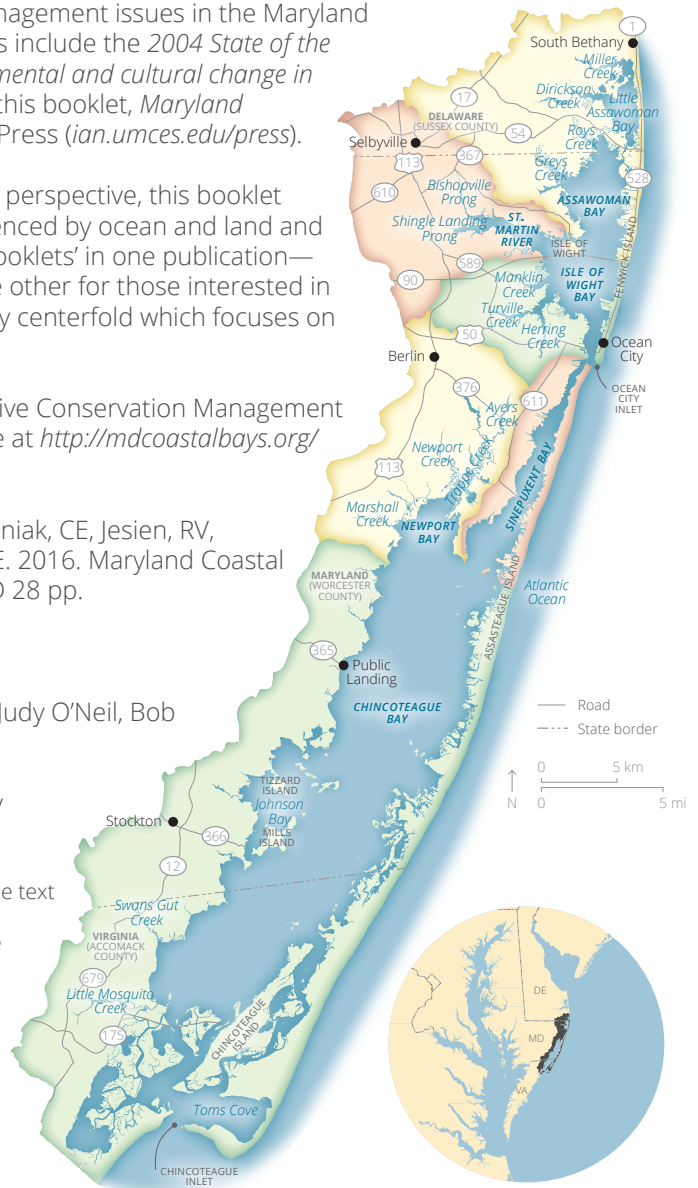 nagement issues in the Maryland
s include the 2004 State of the
mental and cultural change in
this booklet, Maryland
Press (ian.umces.edu/press).
perspective, this booklet
enced by ocean and land and
ooklets' in one publication—
e other for those interested in
y centerfold which focuses on
ive Conservation Management
e at http://mdcoastalbays.org/
niak, CE, Jesien, RV,
E. 2016. Maryland Coastal
D 28 pp.
Judy O'Neil, Bob
y
e text
e
1
South Bethany
Miller
Creek
Dirickson
Creek
Little
Assawoman
Bay
17
DELAWARE
(SUSSEX COUNTY)
54
Roys
Creek
Selbyville
113
367
Greys
Creek
528
610
Bishopville
Prong
ASSAWOMAN
BAY
Shingle Landing
Prong
ST.
MARTIN
RIVER
ISLE OF
WIGHT
FENWICK ISLAND
589
90
Manklin
Creek
ISLE OF
WIGHT
BAY
Turville
Creek
50
Herring
Creek
Ocean
City
Berlin
OCEAN
CITY
INLET
376
611
Ayers
Creek
Newport
Creek
Trappe Creek
113
SINEPUXENT BAY
Marshall
Creek
NEWPORT
BAY
MARYLAND
(WORCESTER
COUNTY)
ASSATEAGUE ISLAND
Atlantic
Ocean
365
Public
Landing
CHINCOTEAGUE
BAY
Road
State border
TIZZARD
ISLAND
Johnson
Bay
MILLS
ISLAND
N
0 5 km
0 5 mi
Stockton
366
12
Swans Gut
Creek
VIRGINIA
(ACCOMACK
COUNTY)
679
Little Mosquito
Creek
175
CHINCOTEAGUE
ISLAND
Toms Cove
CHINCOTEAGUE
INLET
DE
MD
VA